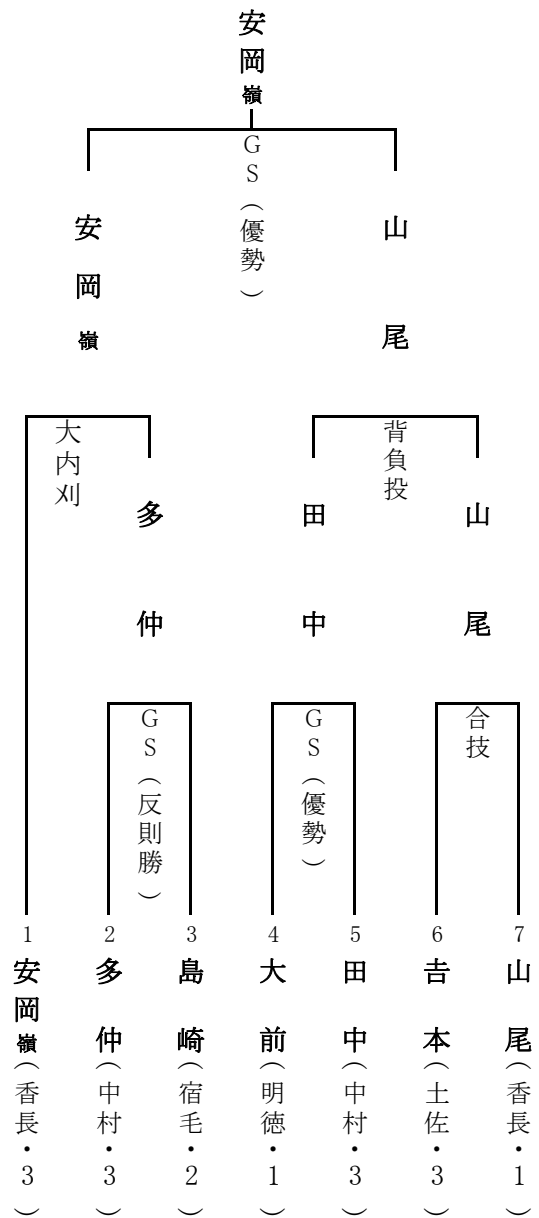 安岡嶺
GS（優勢）
安岡嶺
山尾
大内刈
背負投
多仲
田中
山尾
GS（反則勝）
GS（優勢）
合技
1
2
3
4
5
6
7
安岡嶺（香長・3）
多仲（中村・3）
島崎（宿毛・2）
大前（明徳・1）
田中（中村・3）
𠮷本（土佐・3）
山尾（香長・1）